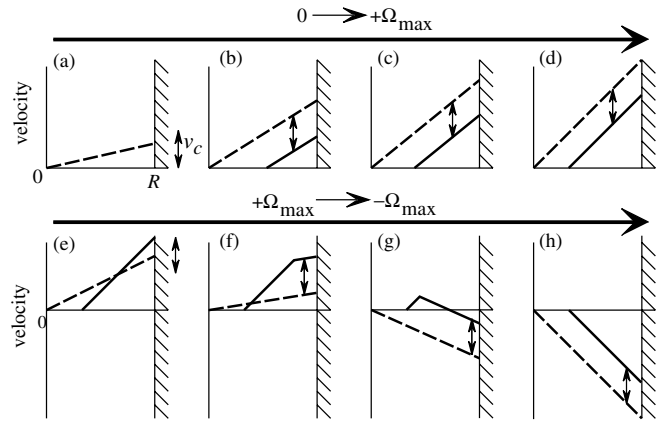 0 ⟶ +Ω_max
(a) (b) (c) (d)
velocity
v_c
0
R
+Ω_max ⟶ −Ω_max
(e) (f) (g) (h)
velocity
0